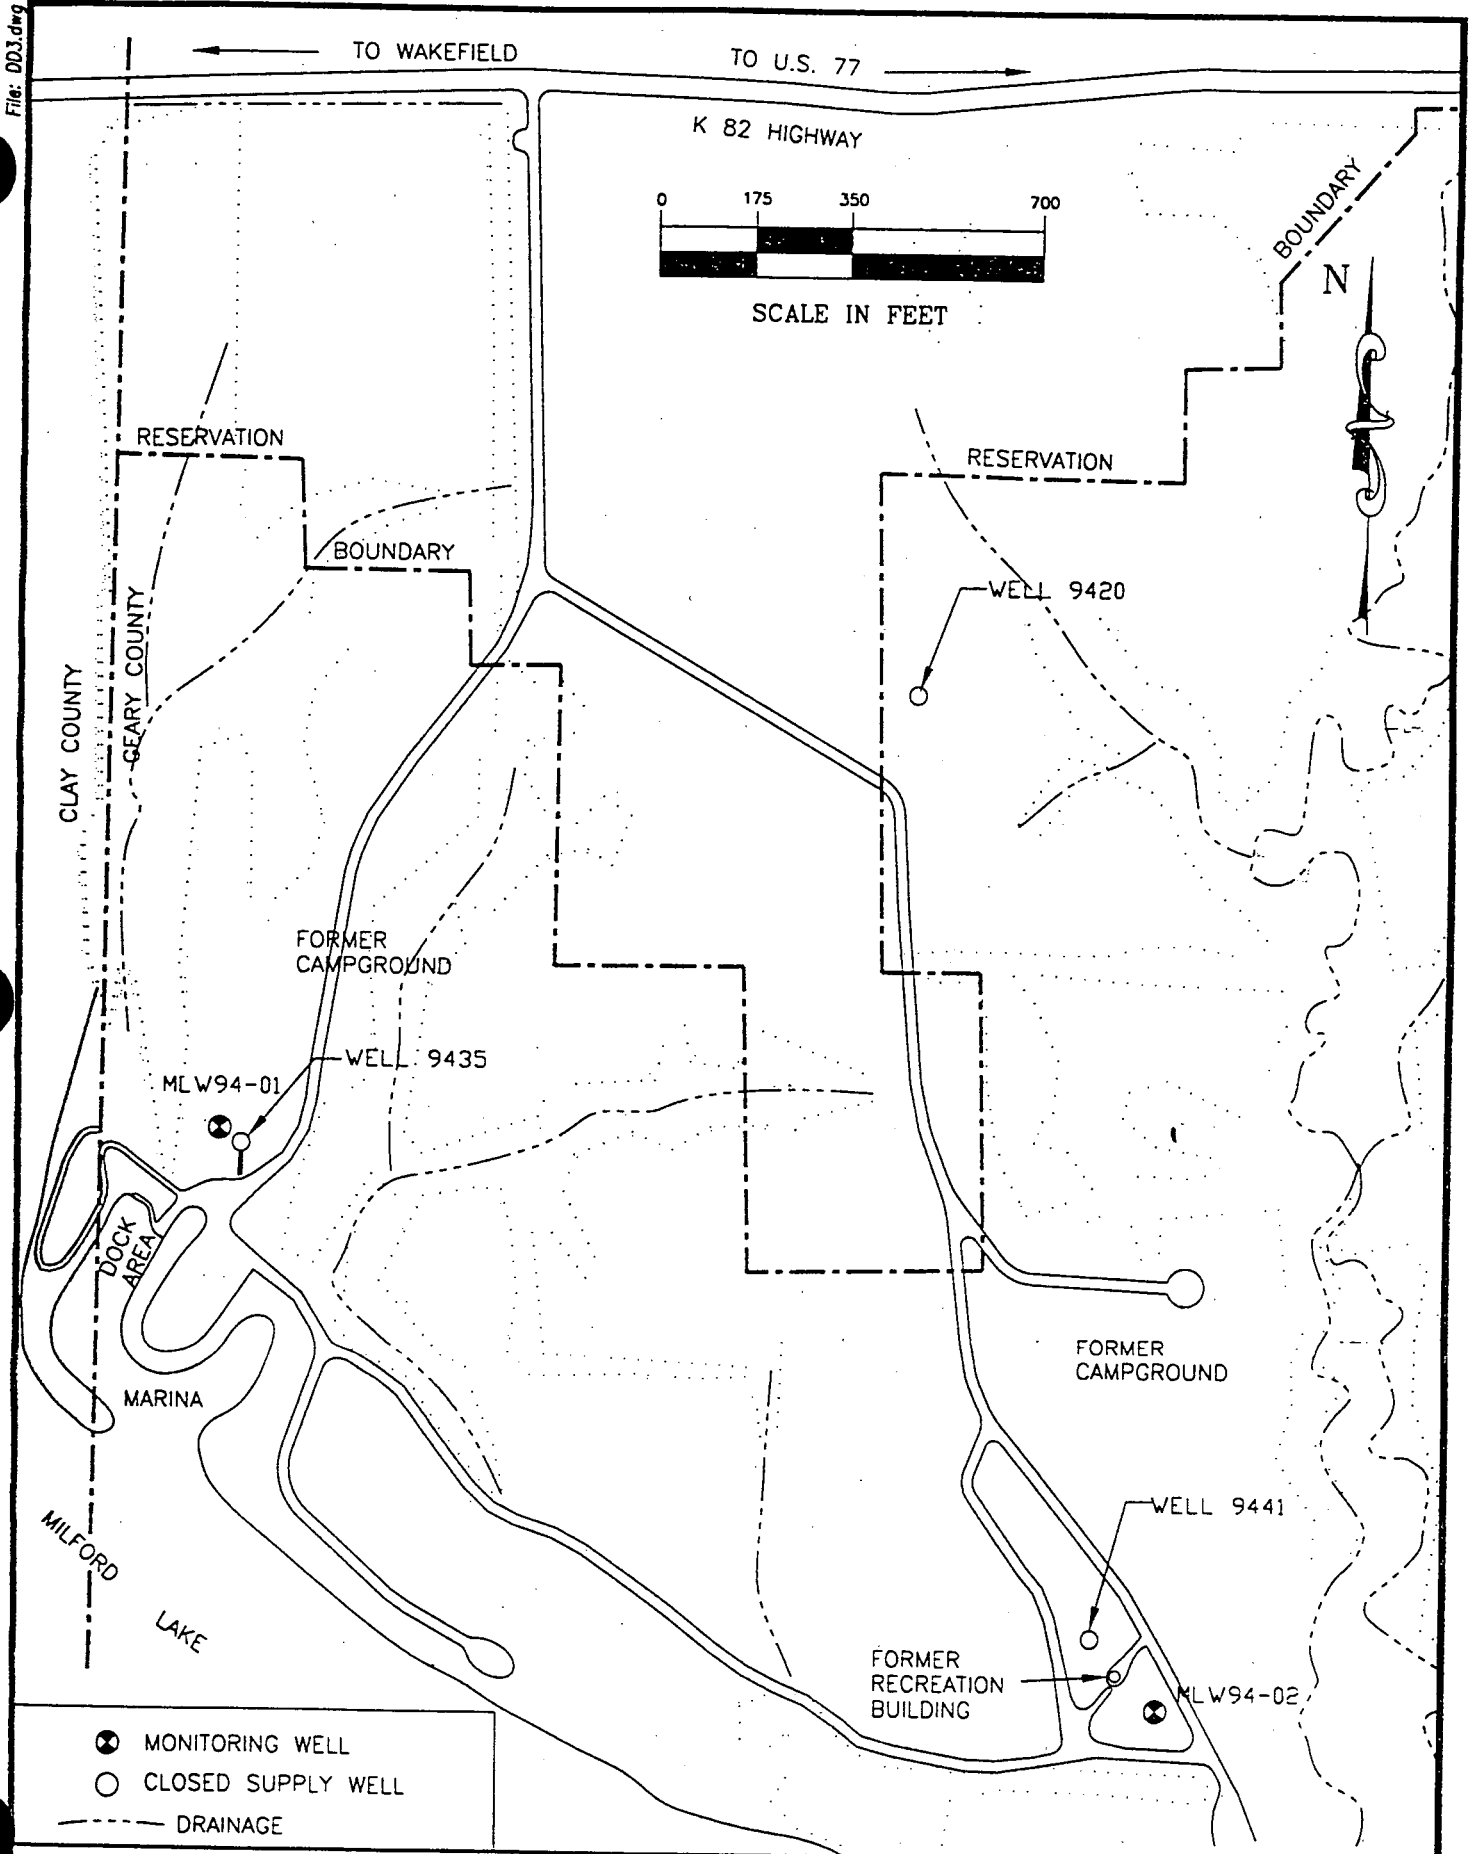 File: DD3.dwg
TO WAKEFIELD
TO U.S. 77
K 82 HIGHWAY
0 175 350 700
SCALE IN FEET
BOUNDARY
N
RESERVATION
RESERVATION
BOUNDARY
WELL 9420
CLAY COUNTY
GEARY COUNTY
FORMER
CAMPGROUND
WELL 9435
MLW94-01
DOCK
AREA
MARINA
FORMER
CAMPGROUND
MILFORD
LAKE
WELL 9441
FORMER
RECREATION
BUILDING
MLW94-02
MONITORING WELL
CLOSED SUPPLY WELL
DRAINAGE